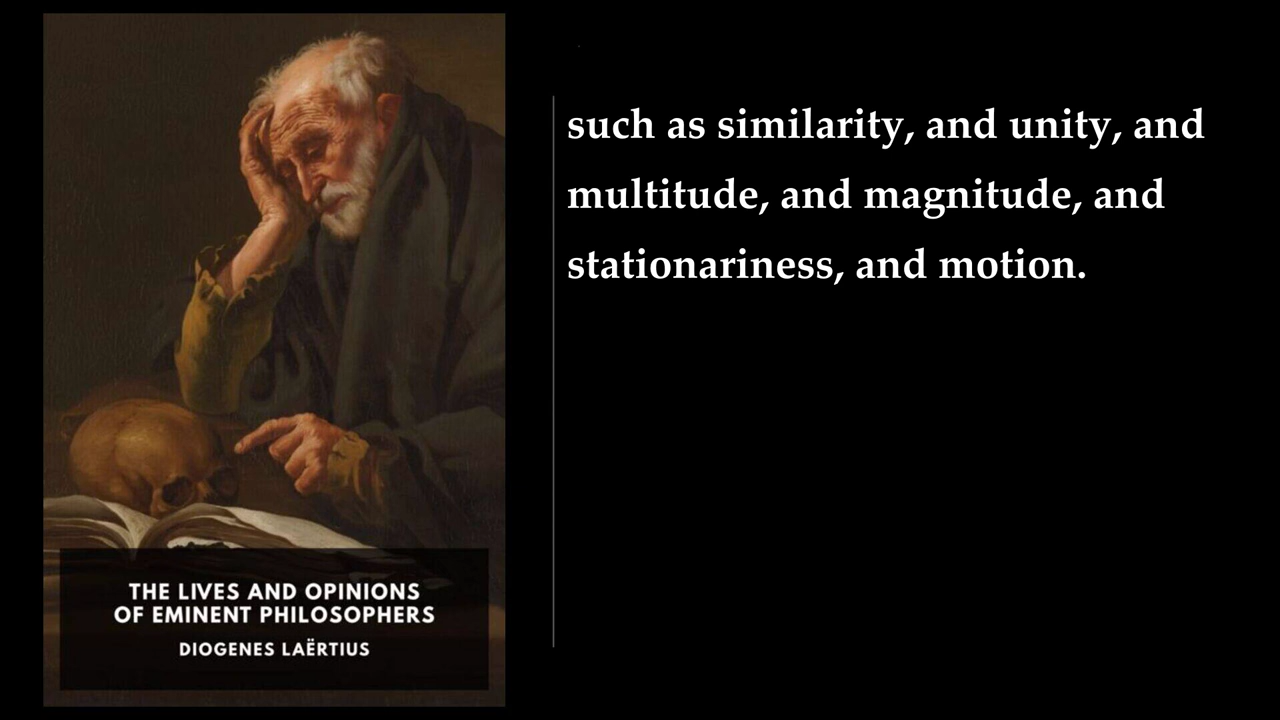 such as similarity, and unity, and
multitude, and magnitude, and
stationariness, and motion.
THE LIVES AND OPINIONS
OF EMINENT PHILOSOPHERS
DIOGENES LAËRTIUS